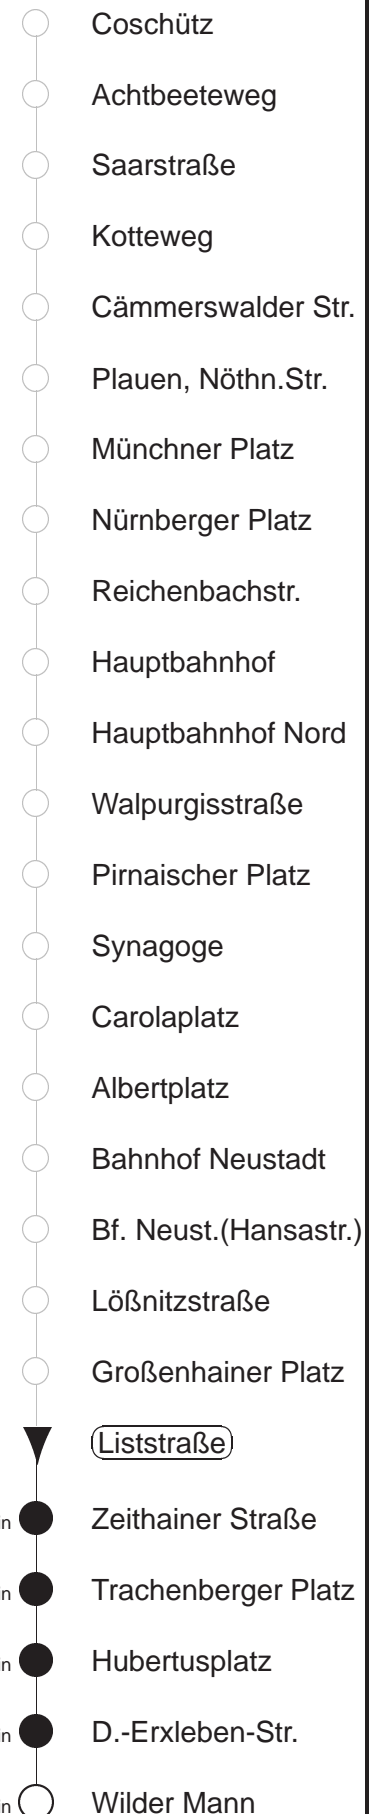 Coschütz
Achtbeeteweg
Saarstraße
Kotteweg
Cämmerswalder Str.
Plauen, Nöthn.Str.
Münchner Platz
Nürnberger Platz
Reichenbachstr.
Hauptbahnhof
Hauptbahnhof Nord
Walpurgisstraße
Pirnaischer Platz
Synagoge
Carolaplatz
Albertplatz
Bahnhof Neustadt
Bf. Neust.(Hansastr.)
Lößnitzstraße
Großenhainer Platz
Liststraße
Zeithainer Straße
Trachenberger Platz
Hubertusplatz
D.-Erxleben-Str.
Wilder Mann